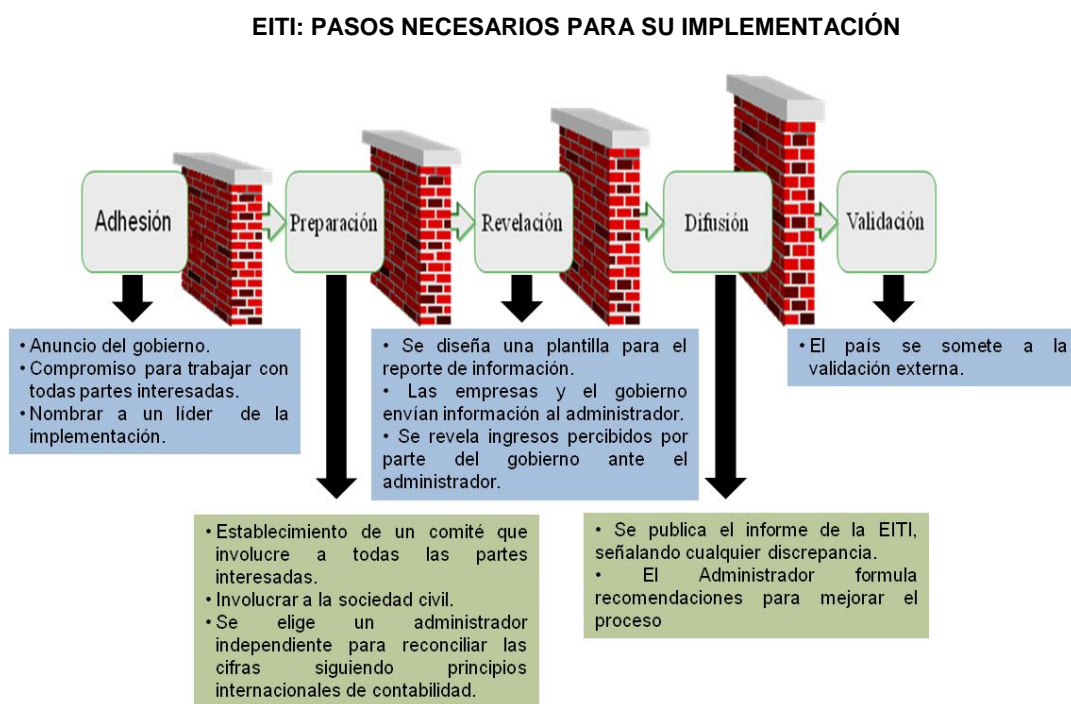 EITI: PASOS NECESARIOS PARA SU IMPLEMENTACIÓN
Adhesión
Preparación
Revelación
Difusión
Validación
• Anuncio del gobierno.
• Compromiso para trabajar con
todas partes interesadas.
• Nombrar a un líder de la
implementación.
• Se diseña una plantilla para el
reporte de información.
• Las empresas y el gobierno
envían información al administrador.
• Se revela ingresos percibidos por
parte del gobierno ante el
administrador.
• El país se somete a la
validación externa.
• Establecimiento de un comité que
involucre a todas las partes
interesadas.
• Involucrar a la sociedad civil.
• Se elige un administrador
independiente para reconciliar las
cifras siguiendo principios
internacionales de contabilidad.
• Se publica el informe de la EITI,
señalando cualquier discrepancia.
• El Administrador formula
recomendaciones para mejorar el
proceso